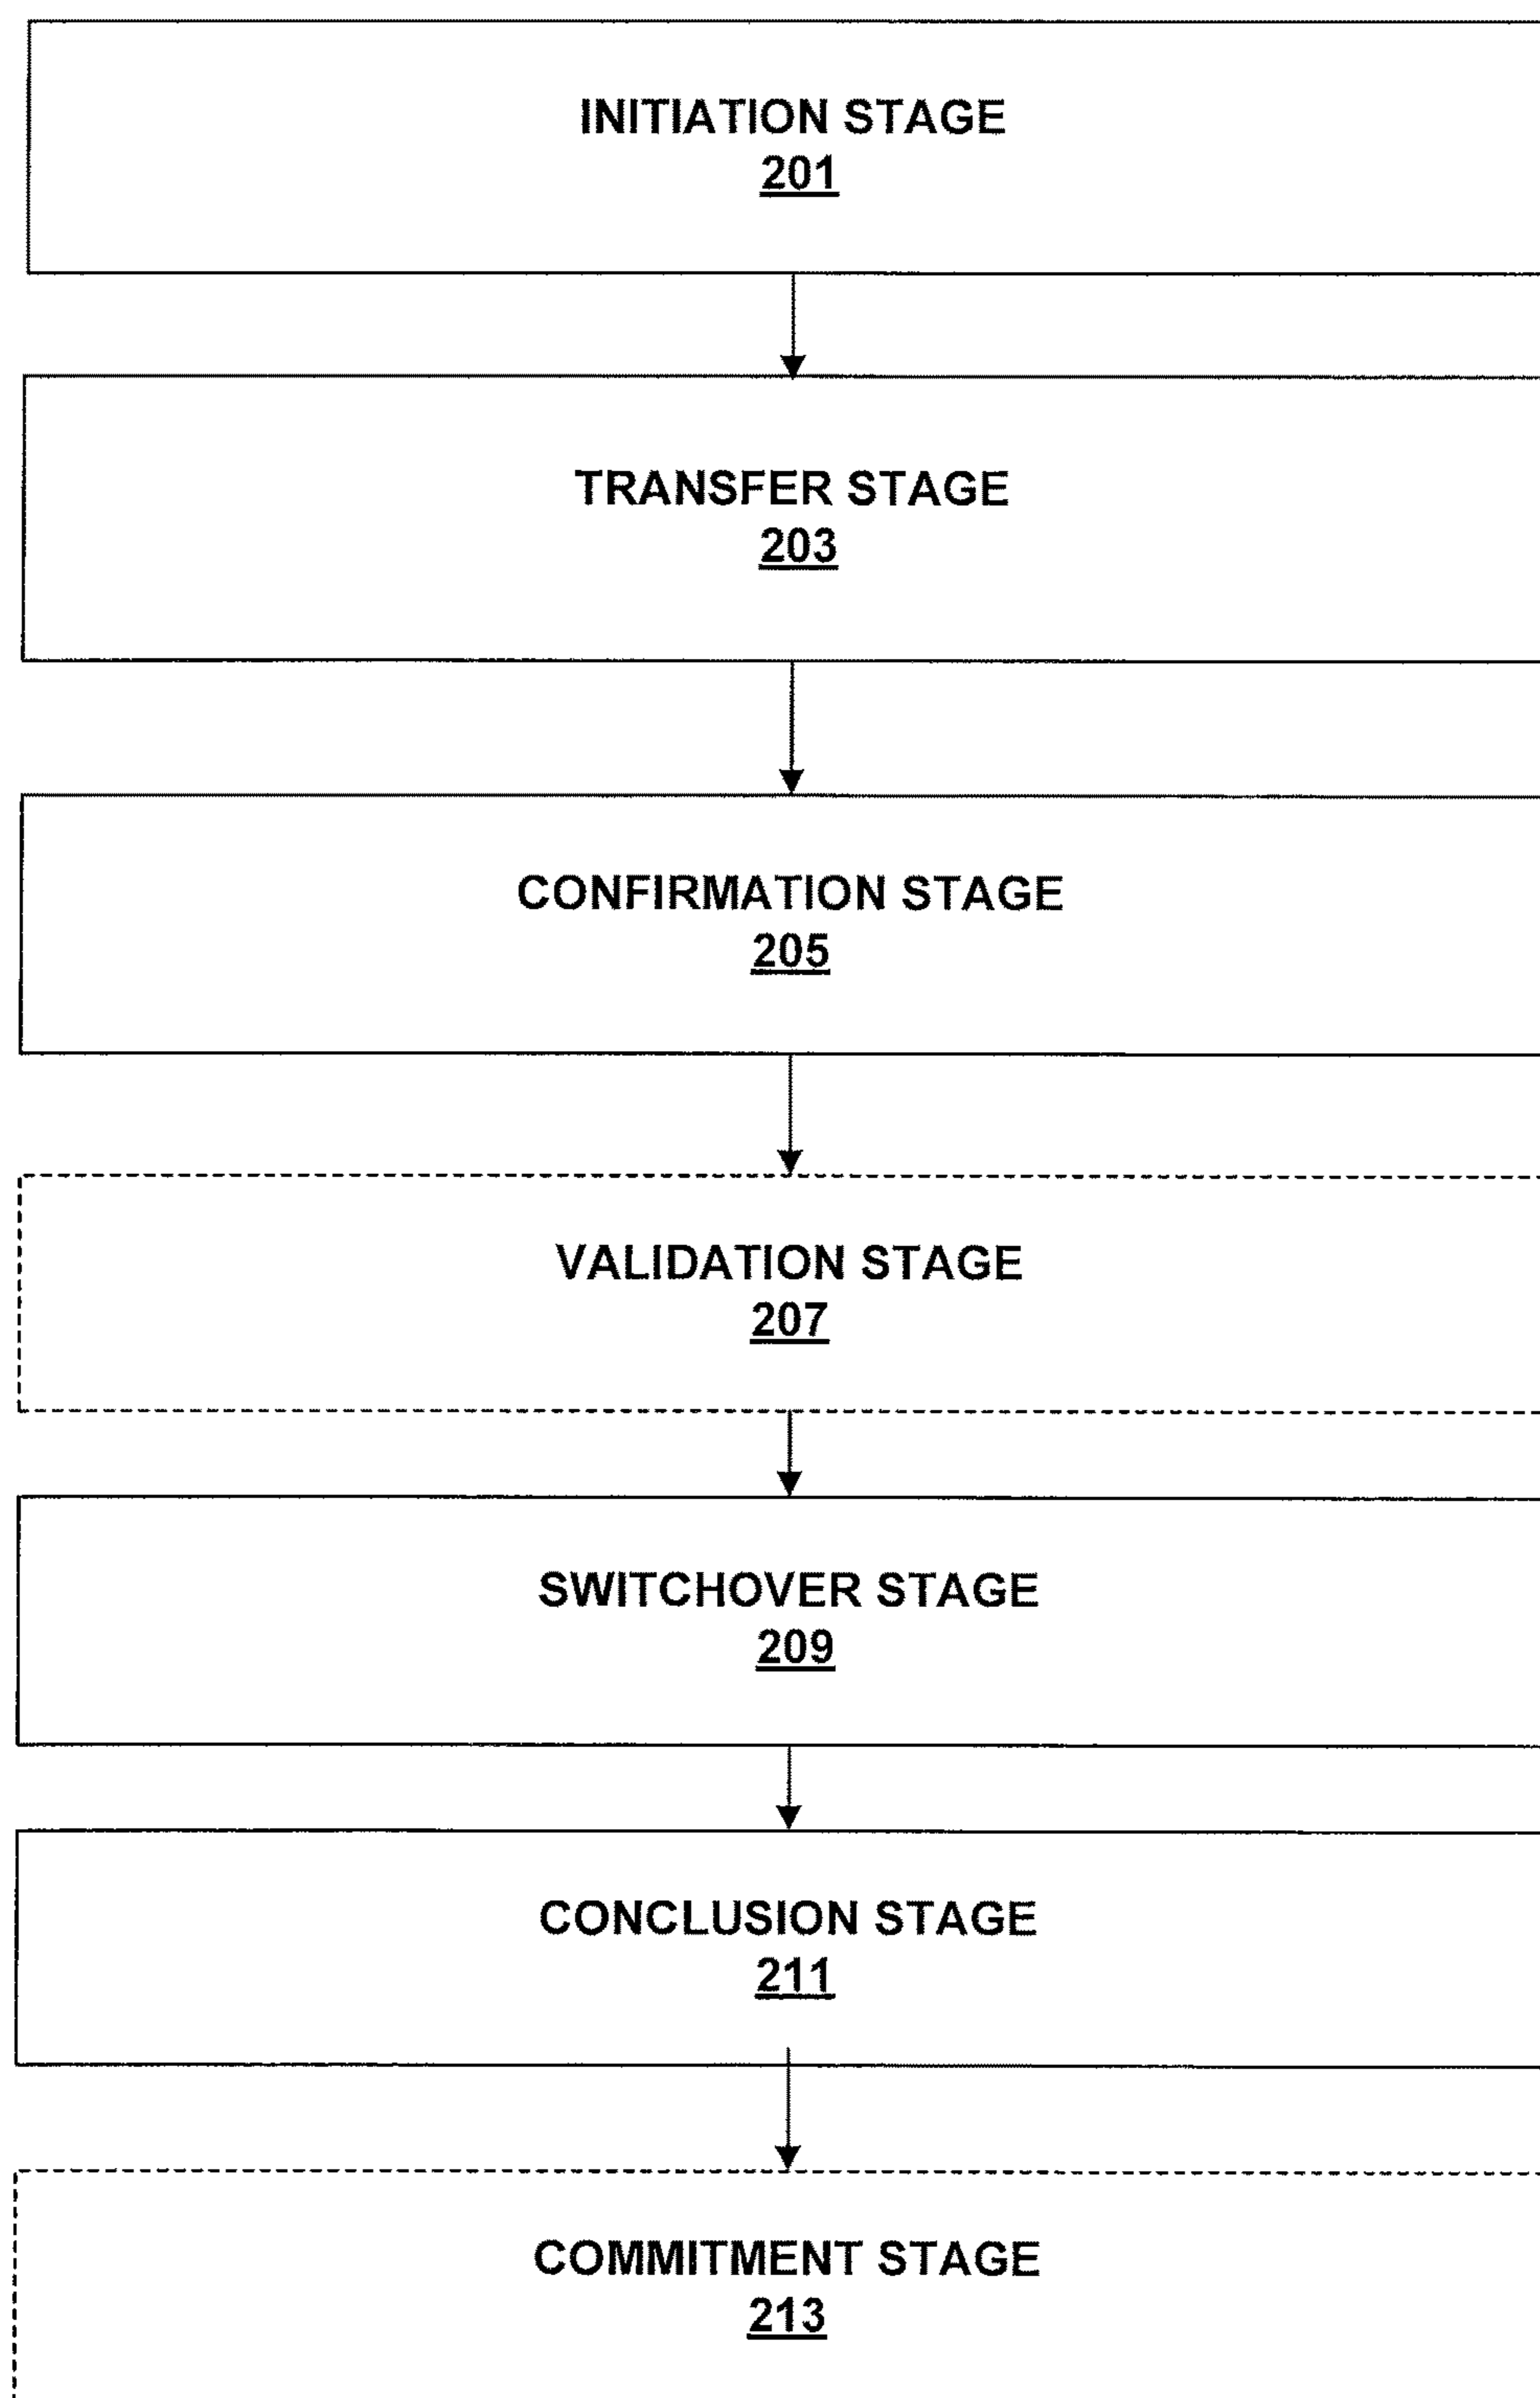 INITIATION STAGE
201
TRANSFER STAGE
203
CONFIRMATION STAGE
205
VALIDATION STAGE
207
SWITCHOVER STAGE
209
CONCLUSION STAGE
211
COMMITMENT STAGE
213